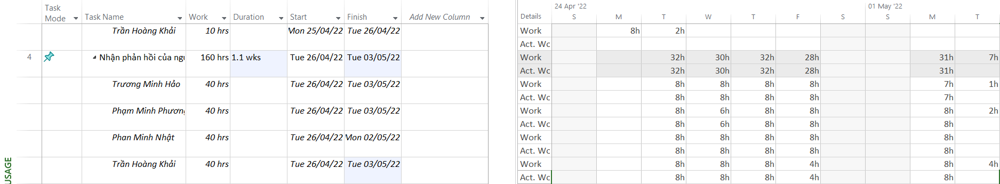 Task Mode Task Name Work Duration Start Finish Add New Column
Trần Hoàng Khải 10 hrs Mon 25/04/22 Tue 26/04/22
4 Nhận phản hồi của 160 hrs 1.1 wks Tue 26/04/22 Tue 03/05/22
Trương Minh Hảo 40 hrs Tue 26/04/22 Tue 03/05/22
Phạm Minh Phương 40 hrs Tue 26/04/22 Tue 03/05/22
Phan Minh Nhật 40 hrs Tue 26/04/22 Mon 02/05/22
Trần Hoàng Khải 40 hrs Tue 26/04/22 Tue 03/05/22
USAGE
24 Apr '22 01 May '22
Details S M T W T F S S M T
Work 8h 2h
Act. Wc
Work 32h 30h 32h 28h 31h 7h
Act. Wc 32h 30h 32h 28h 31h
Work 8h 8h 8h 8h 7h 1h
Act. Wc 8h 8h 8h 8h 7h
Work 8h 6h 8h 8h 8h 2h
Act. Wc 8h 6h 8h 8h 8h
Work 8h 8h 8h 8h 8h
Act. Wc 8h 8h 8h 8h 8h
Work 8h 8h 8h 4h 8h 4h
Act. Wc 8h 8h 8h 4h 8h